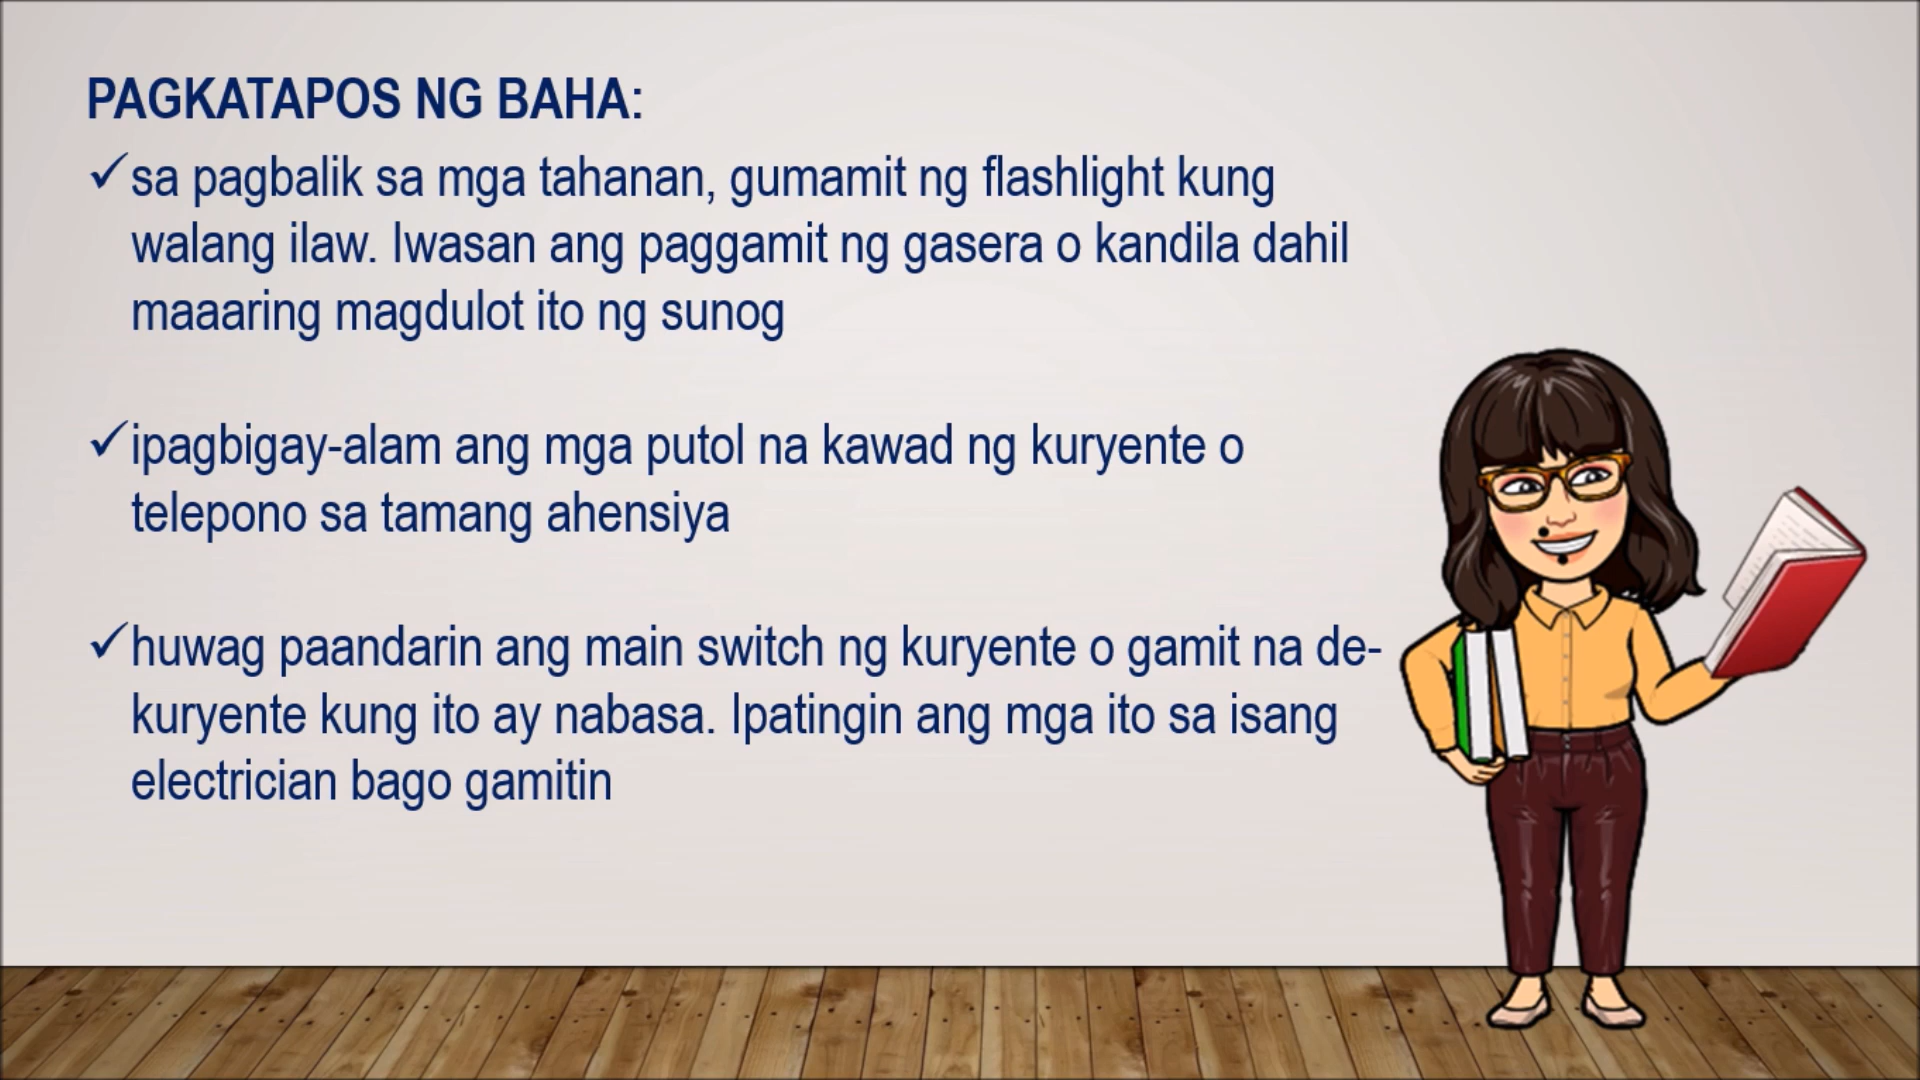 PAGKATAPOS NG BAHA:
✓sa pagbalik sa mga tahanan, gumamit ng flashlight kung
walang ilaw. Iwasan ang paggamit ng gasera o kandila dahil
maaaring magdulot ito ng sunog
✓ipagbigay-alam ang mga putol na kawad ng kuryente o
telepono sa tamang ahensiya
✓huwag paandarin ang main switch ng kuryente o gamit na de-
kuryente kung ito ay nabasa. Ipatingin ang mga ito sa isang
electrician bago gamitin